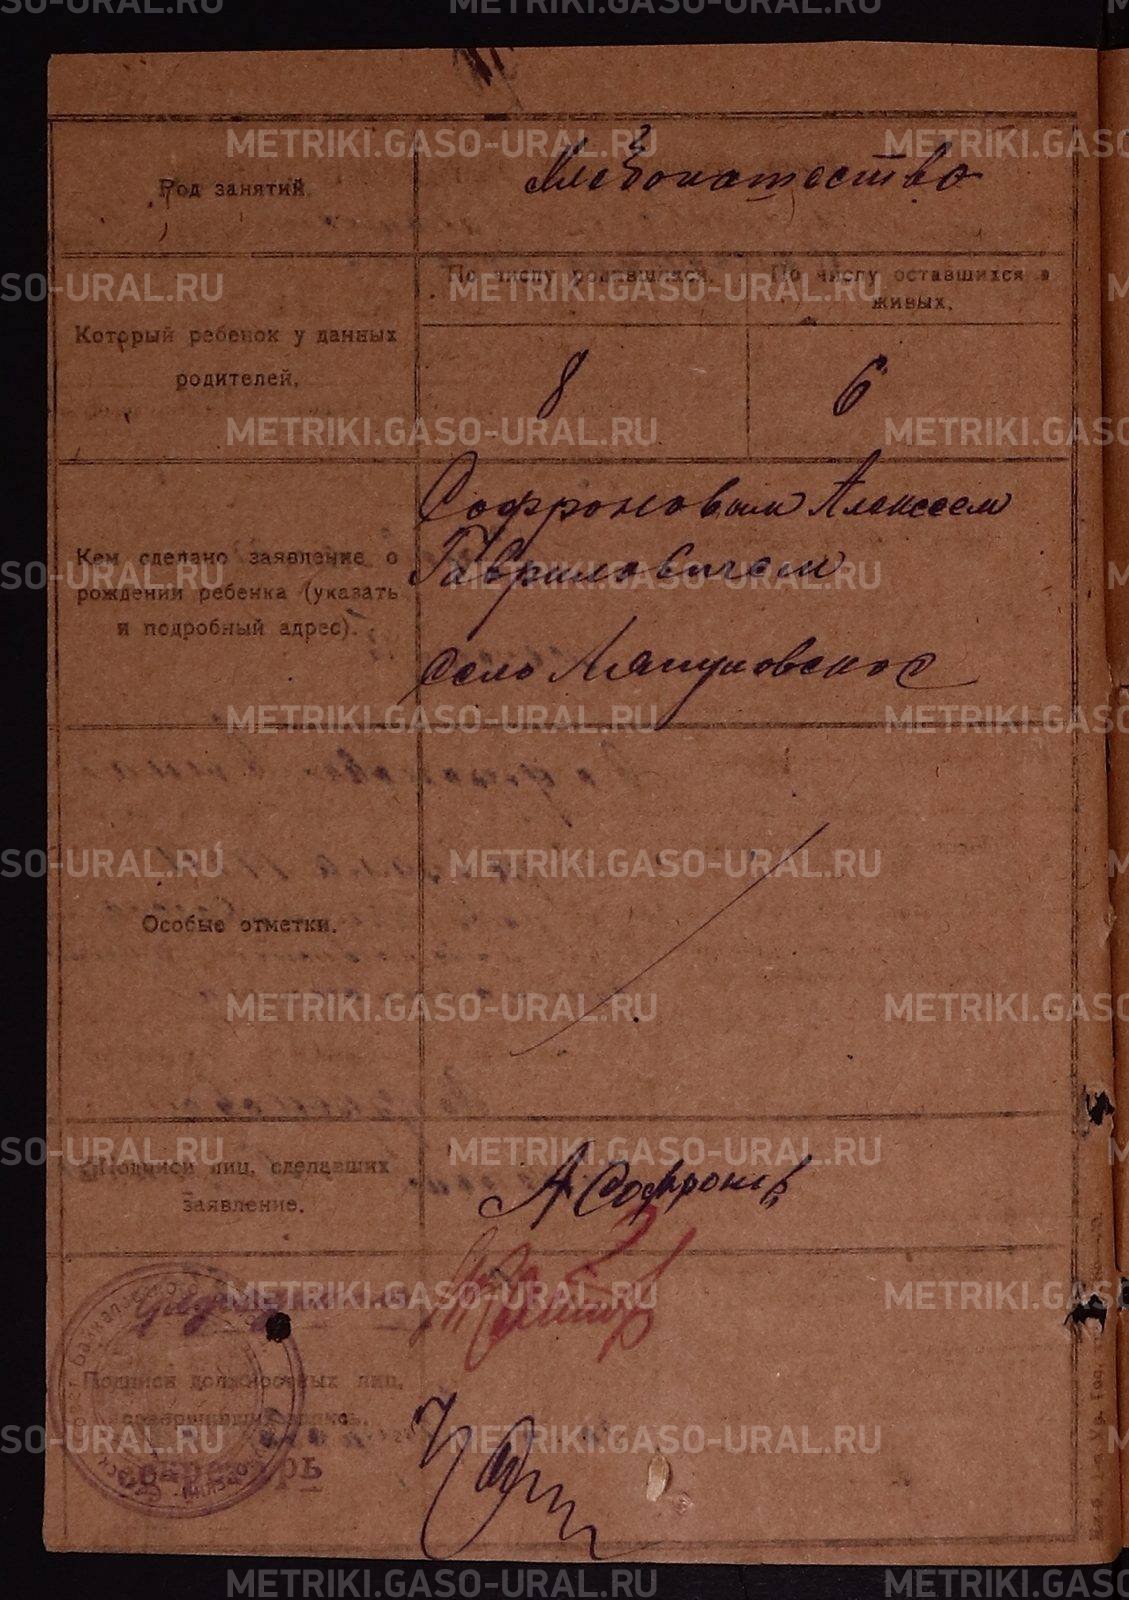 Род занятий.
Хлебопашество
Который ребенок у данных
родителей.
По числу родившихся.
По числу оставшихся в
живых.
8
6
Кем сделано заявление о
рождении ребенка (указать
и подробный адрес).
Софроновым Алексеем
Гавриловичем
село Ляпуновское
Особые отметки.
Подписи лиц, сделавших
заявление.
А Софронов
Подписи должностных лиц,
совершивших запись.
секретарь
METRIKI.GASO-URAL.RU